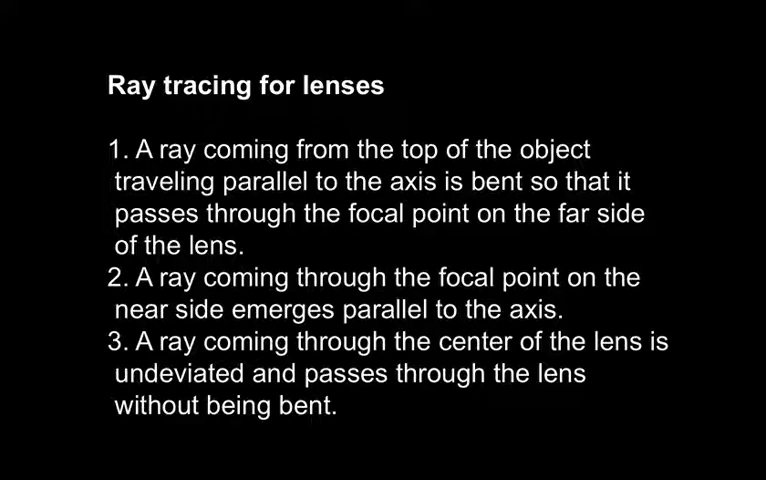 Ray tracing for lenses
1. A ray coming from the top of the object
traveling parallel to the axis is bent so that it
passes through the focal point on the far side
of the lens.
2. A ray coming through the focal point on the
near side emerges parallel to the axis.
3. A ray coming through the center of the lens is
undeviated and passes through the lens
without being bent.